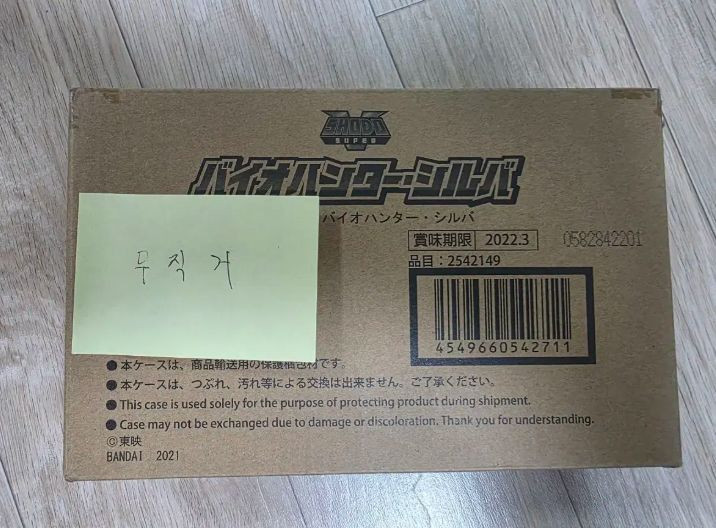 SHODO
SUPER
バイオハンター・シルバ
バイオハンター・シルバ
賞味期限 2022.3 0582842201
品目：2542149
무직거
4549660542711
●本ケースは、商品輸送用の保護梱包材です。
●本ケースは、つぶれ、汚れ等による交換は出来ません。ご了承ください。
●This case is used solely for the purpose of protecting product during shipment.
●Case may not be exchanged due to damage or discoloration. Thank you for understanding.
©東映
BANDAI 2021